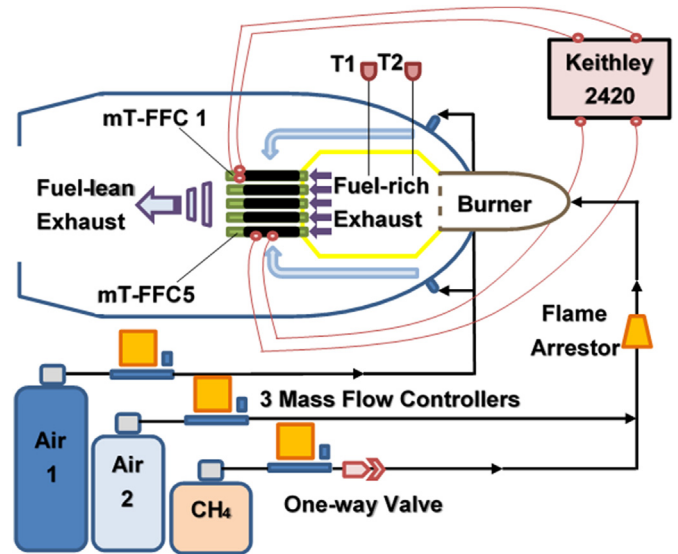 T1 T2
Keithley
2420
mT-FFC 1
Fuel-lean
Exhaust
Fuel-rich
Exhaust
Burner
mT-FFC5
Flame
Arrestor
3 Mass Flow Controllers
Air
1
Air
2
CH₄
One-way Valve